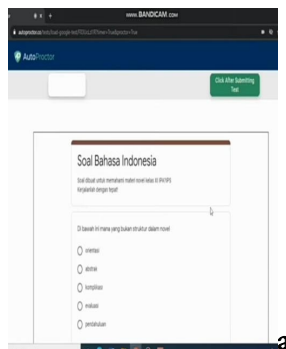 www.BANDICAM.com
AutoProctor
Click After Submitting
Test
Soal Bahasa Indonesia
Soal dibuat untuk memahami materi novel kelas XI IPA/IPS
Kerjakanlah dengan tepat!
Di bawah ini mana yang bukan struktur dalam novel
orientasi
abstrak
komplikasi
evaluasi
pendahuluan
a